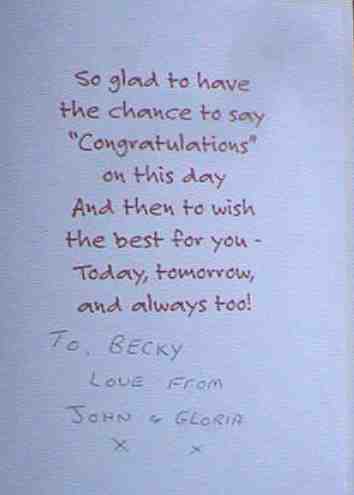 So glad to have
the chance to say
"Congratulations"
on this day
And then to wish
the best for you -
Today, tomorrow,
and always too!
To, BECKY
LOVE FROM
JOHN & GLORIA
X X